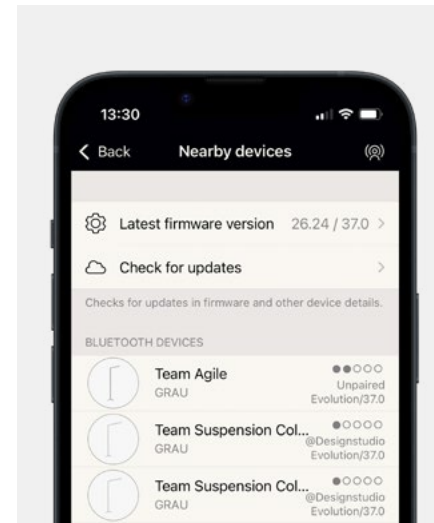 13:30
Back Nearby devices
Latest firmware version 26.24 / 37.0
Check for updates
Checks for updates in firmware and other device details.
BLUETOOTH DEVICES
Team Agile
GRAU
Unpaired
Evolution/37.0
Team Suspension Col...
GRAU
@Designstudio
Evolution/37.0
Team Suspension Col...
GRAU
@Designstudio
Evolution/37.0